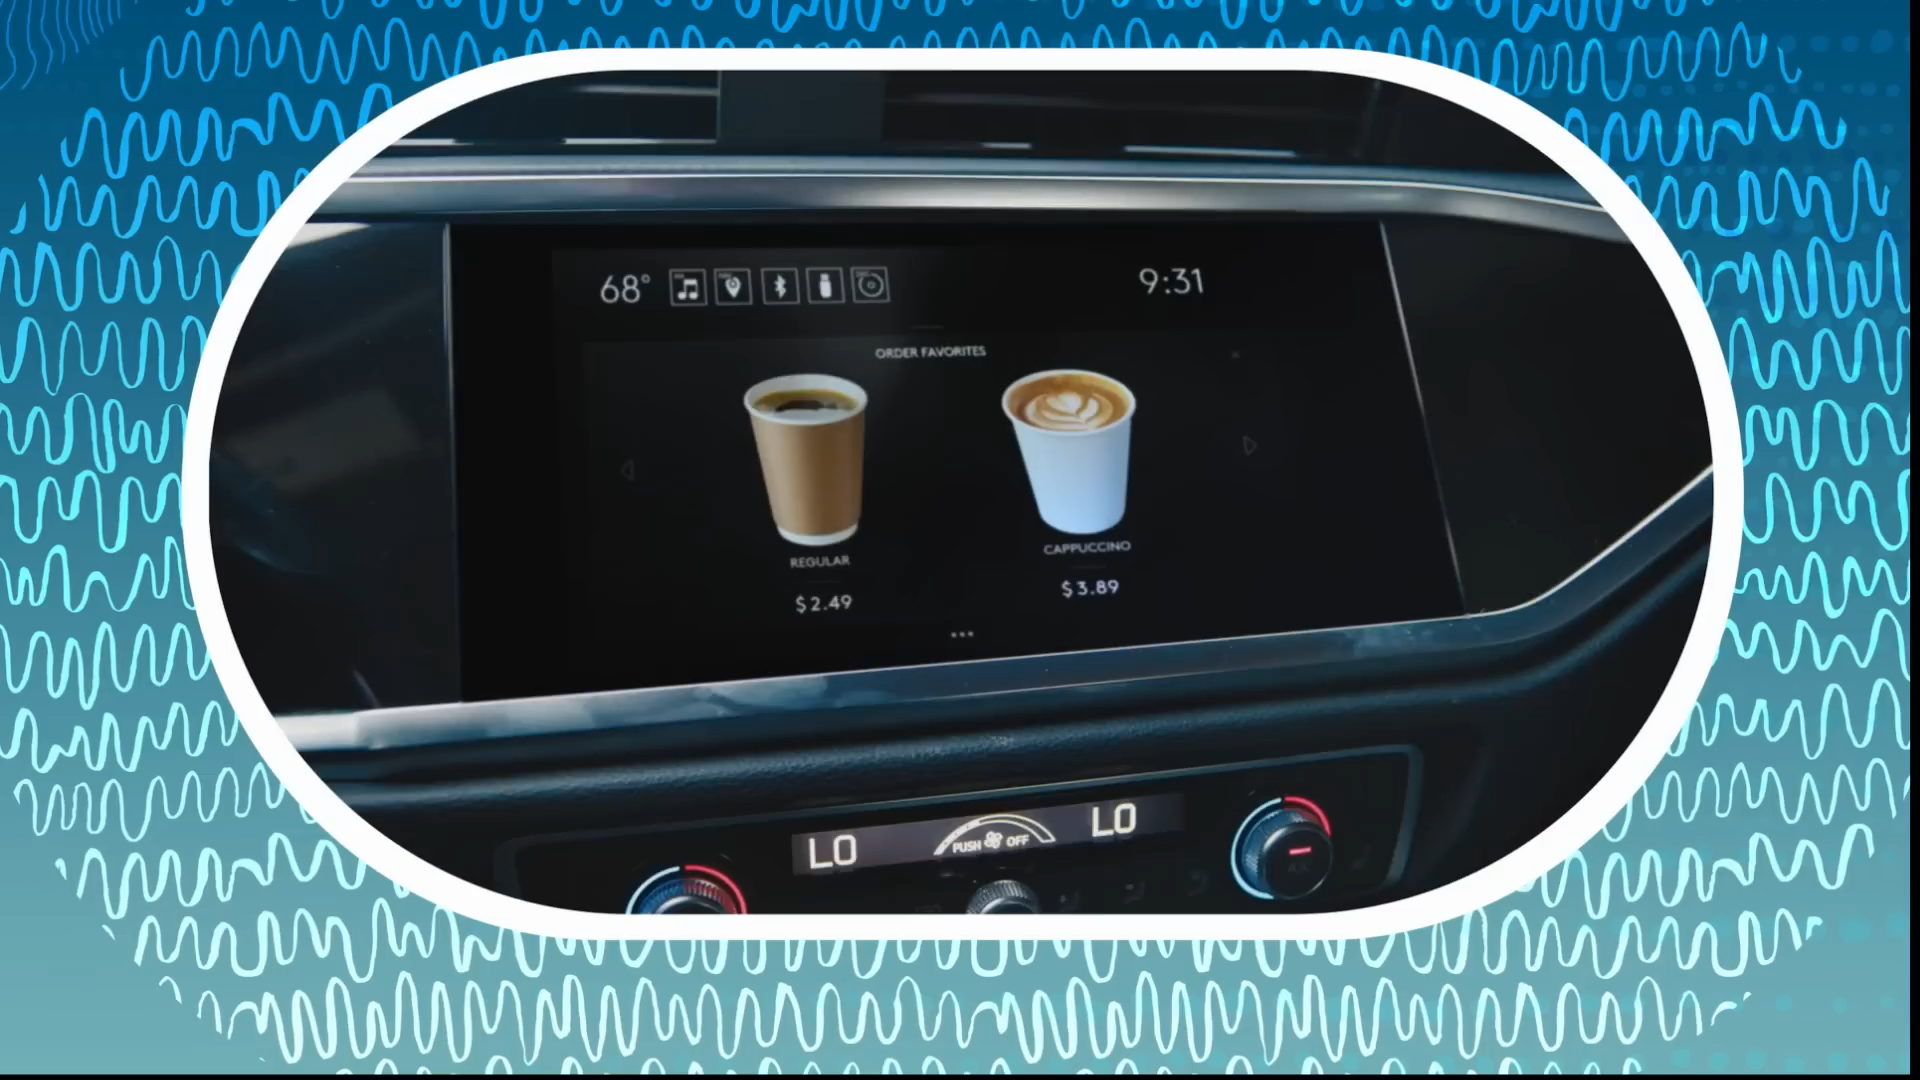 68° 9:31
ORDER FAVORITES
REGULAR
$2.49
CAPPUCCINO
$3.89
LO PUSH OFF LO